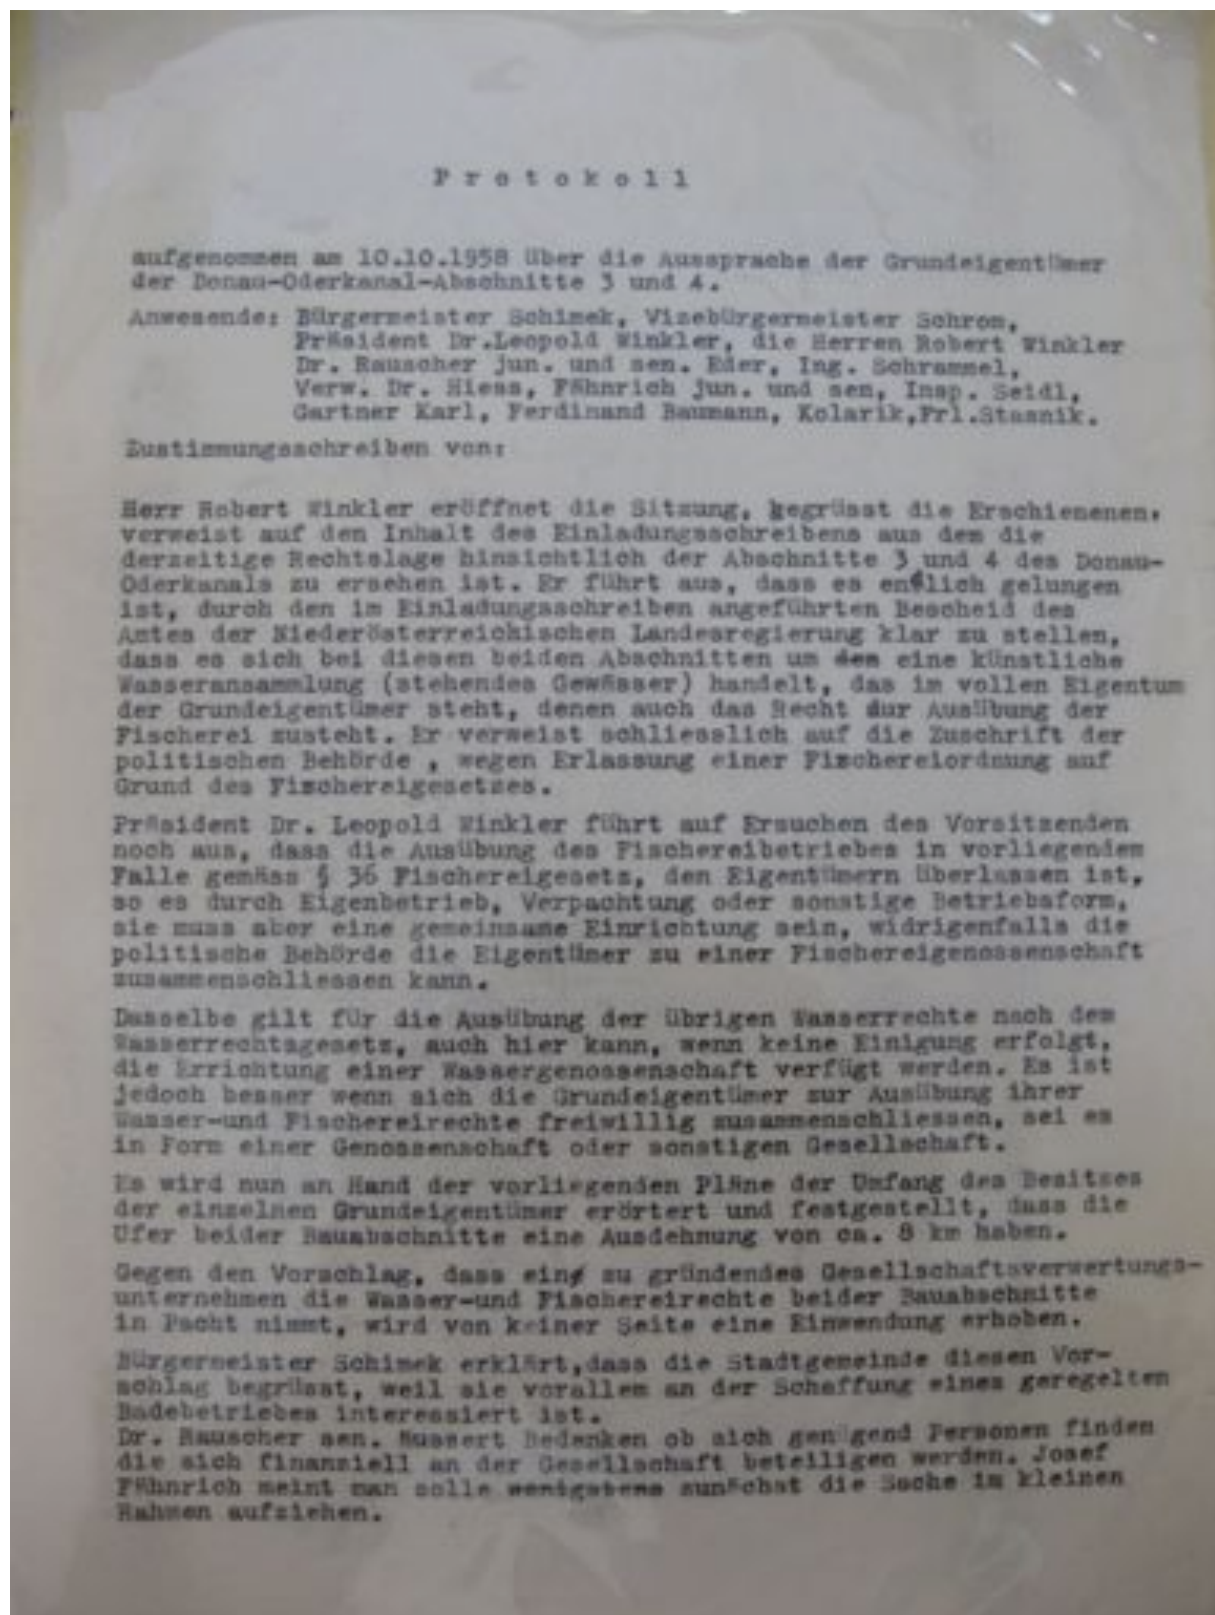 P r o t o k o l l
aufgenommen am 10.10.1958 über die Aussprache der Grundeigentümer
der Donau-Oderkanal-Abschnitte 3 und 4.
Anwesende: Bürgermeister Schimek, Vizebürgermeister Schrom,
Präsident Dr.Leopold Winkler, die Herren Robert Winkler
Dr. Rauscher jun. und sen. Eder, Ing. Schrammel,
Verw. Dr. Hiess, Fähnrich jun. und sen, Insp. Seidl,
Gartner Karl, Ferdinand Baumann, Kolarik,Frl.Stasnik.
Zustimmungsschreiben von:
Herr Robert Winkler eröffnet die Sitzung, begrüsst die Erschienenen,
verweist auf den Inhalt des Einladungsschreibens aus dem die
derzeitige Rechtslage hinsichtlich der Abschnitte 3 und 4 des Donau-
Oderkanals zu ersehen ist. Er führt aus, dass es endlich gelungen
ist, durch den im Einladungsschreiben angeführten Bescheid des
Amtes der Niederösterreichischen Landesregierung klar zu stellen,
dass es sich bei diesen beiden Abschnitten um den eine künstliche
Wasseransammlung (stehendes Gewässer) handelt, das im vollen Eigentum
der Grundeigentümer steht, denen auch das Recht zur Ausübung der
Fischerei zusteht. Er verweist schliesslich auf die Zuschrift der
politischen Behörde , wegen Erlassung einer Fischereiordnung auf
Grund des Fischereigesetzes.
Präsident Dr. Leopold Winkler führt auf Ersuchen des Vorsitzenden
noch aus, dass die Ausübung des Fischereibetriebes in vorliegendem
Falle gemäss § 36 Fischereigesetz, den Eigentümern überlassen ist,
so es durch Eigenbetrieb, Verpachtung oder sonstige Betriebsform,
sie muss aber eine gemeinsame Einrichtung sein, widrigenfalls die
politische Behörde die Eigentümer zu einer Fischereigenossenschaft
zusammenschliessen kann.
Dasselbe gilt für die Ausübung der übrigen Wasserrechte nach dem
Wasserrechtsgesetz, auch hier kann, wenn keine Einigung erfolgt,
die Errichtung einer Wassergenossenschaft verfügt werden. Es ist
jedoch besser wenn sich die Grundeigentümer zur Ausübung ihrer
Wasser-und Fischereirechte freiwillig zusammenschliessen, sei es
in Form einer Genossenschaft oder sonstigen Gesellschaft.
Es wird nun an Hand der vorliegenden Pläne der Umfang des Besitzes
der einzelnen Grundeigentümer erörtert und festgestellt, dass die
Ufer beider Bauabschnitte eine Ausdehnung von ca. 8 km haben.
Gegen den Vorschlag, dass ein zu gründendes Gesellschaftsverwertungs-
unternehmen die Wasser-und Fischereirechte beider Bauabschnitte
in Pacht nimmt, wird von keiner Seite eine Einwendung erhoben.
Bürgermeister Schimek erklärt,dass die Stadtgemeinde diesen Vor-
schlag begrüsst, weil sie vorallem an der Schaffung eines geregelten
Badebetriebes interessiert ist.
Dr. Rauscher sen. äussert Bedenken ob sich genügend Personen finden
die sich finanziell an der Gesellschaft beteiligen werden. Josef
Fähnrich meint man solle wenigstens zunächst die Sache im kleinen
Rahmen aufziehen.